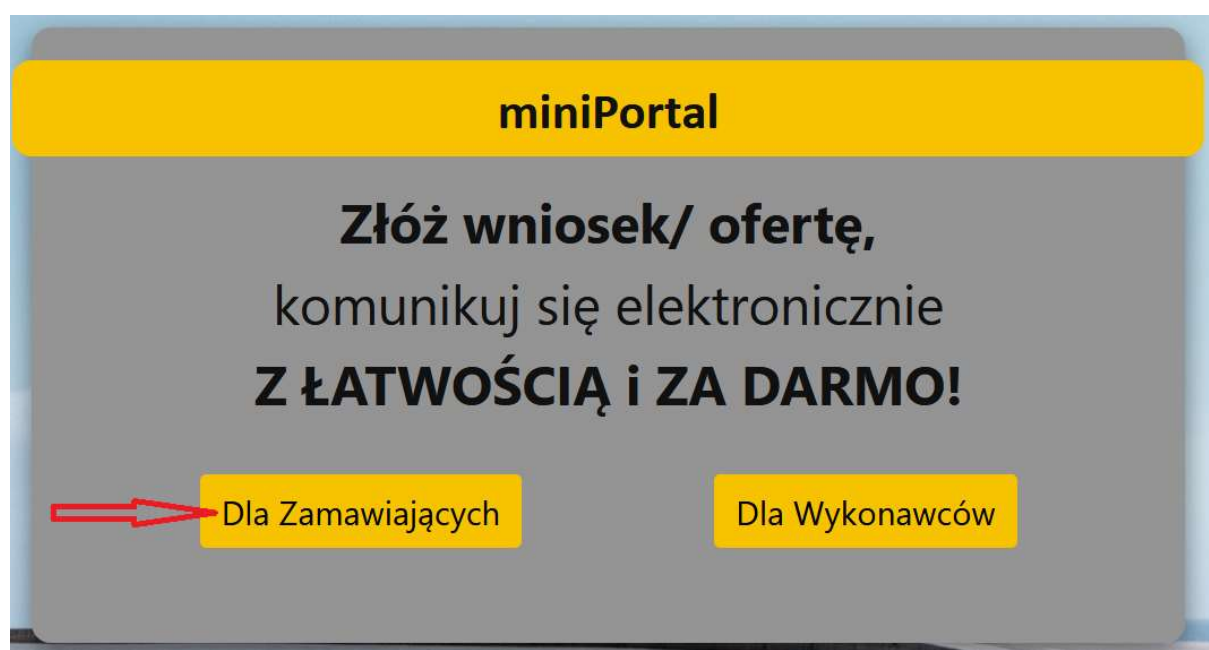 miniPortal
Złóż wniosek/ ofertę,
komunikuj się elektronicznie
Z ŁATWOŚCIĄ i ZA DARMO!
Dla Zamawiających Dla Wykonawców